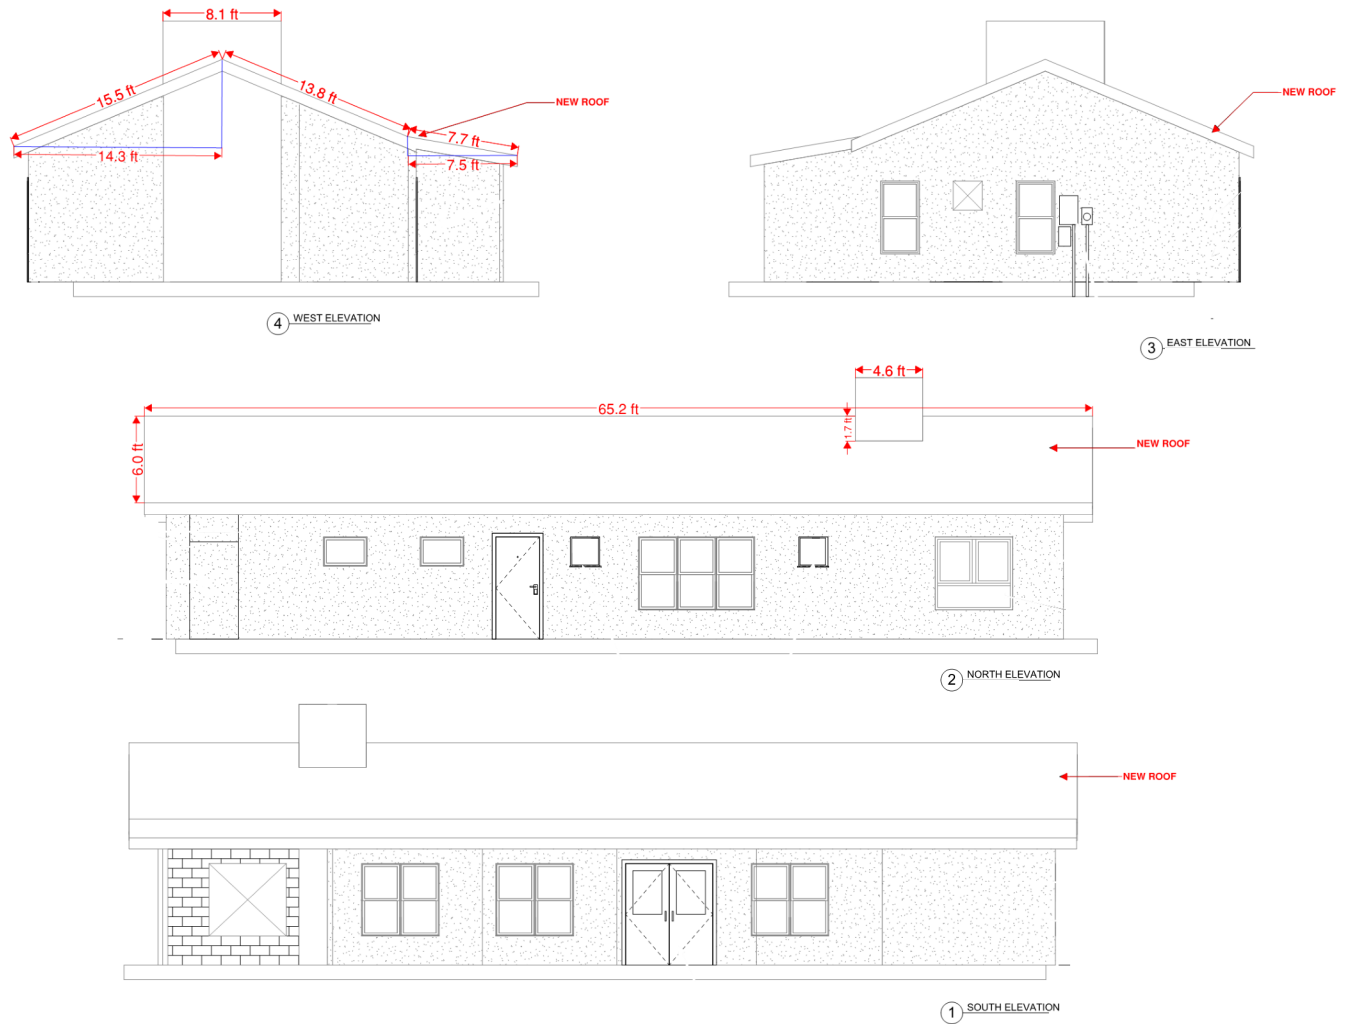 8.1 ft
15.5 ft
13.8 ft
NEW ROOF
7.7 ft
14.3 ft
7.5 ft
4 WEST ELEVATION
NEW ROOF
3 EAST ELEVATION
4.6 ft
65.2 ft
1.7 ft
6.0 ft
NEW ROOF
2 NORTH ELEVATION
NEW ROOF
1 SOUTH ELEVATION